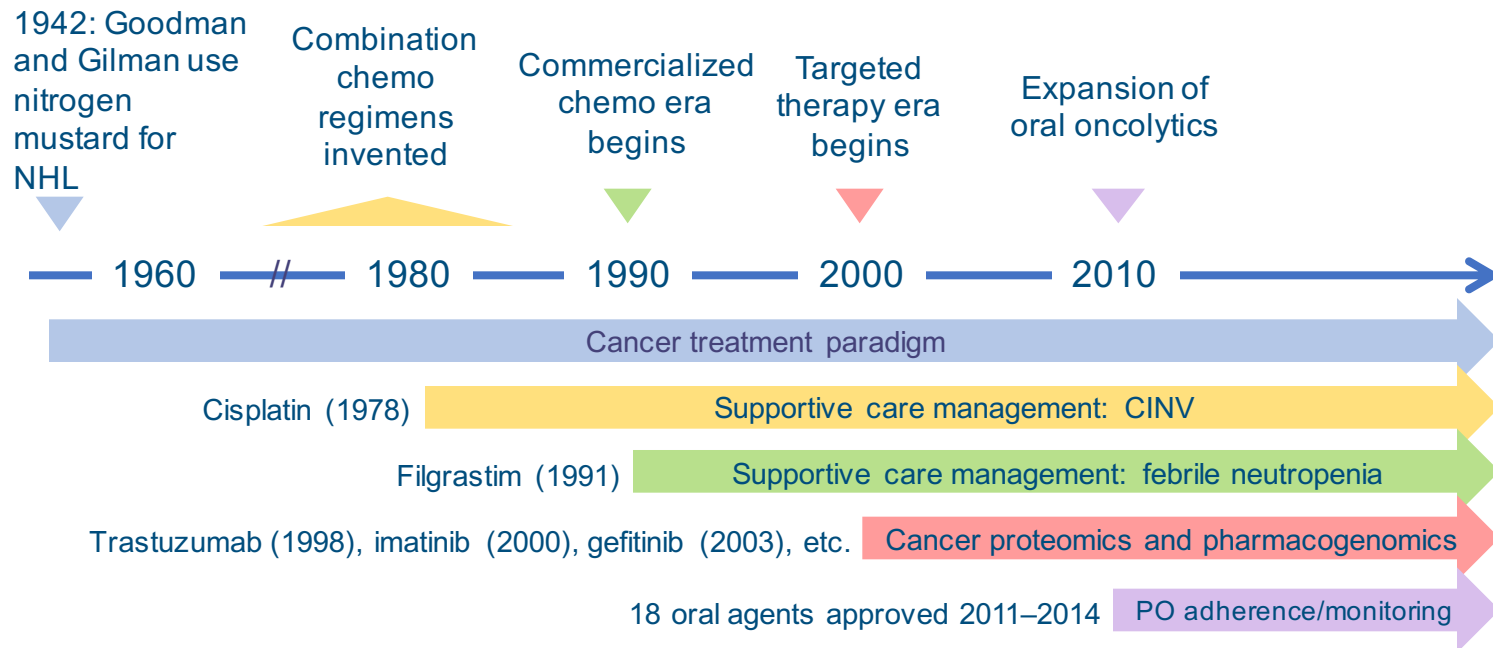 1942: Goodman
and Gilman use
nitrogen
mustard for
NHL
Combination
chemo
regimens
invented
Commercialized
chemo era
begins
Targeted
therapy era
begins
Expansion of
oral oncolytics
1960 // 1980 1990 2000 2010
Cancer treatment paradigm
Cisplatin (1978) Supportive care management: CINV
Filgrastim (1991) Supportive care management: febrile neutropenia
Trastuzumab (1998), imatinib (2000), gefitinib (2003), etc. Cancer proteomics and pharmacogenomics
18 oral agents approved 2011–2014 PO adherence/monitoring